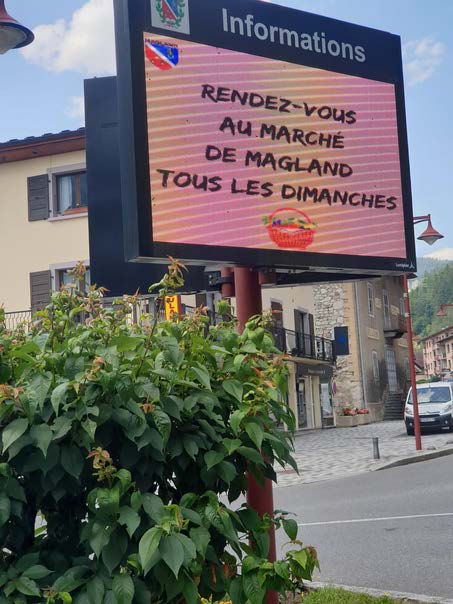 Informations
RENDEZ-VOUS
AU MARCHÉ
DE MAGLAND
TOUS LES DIMANCHES